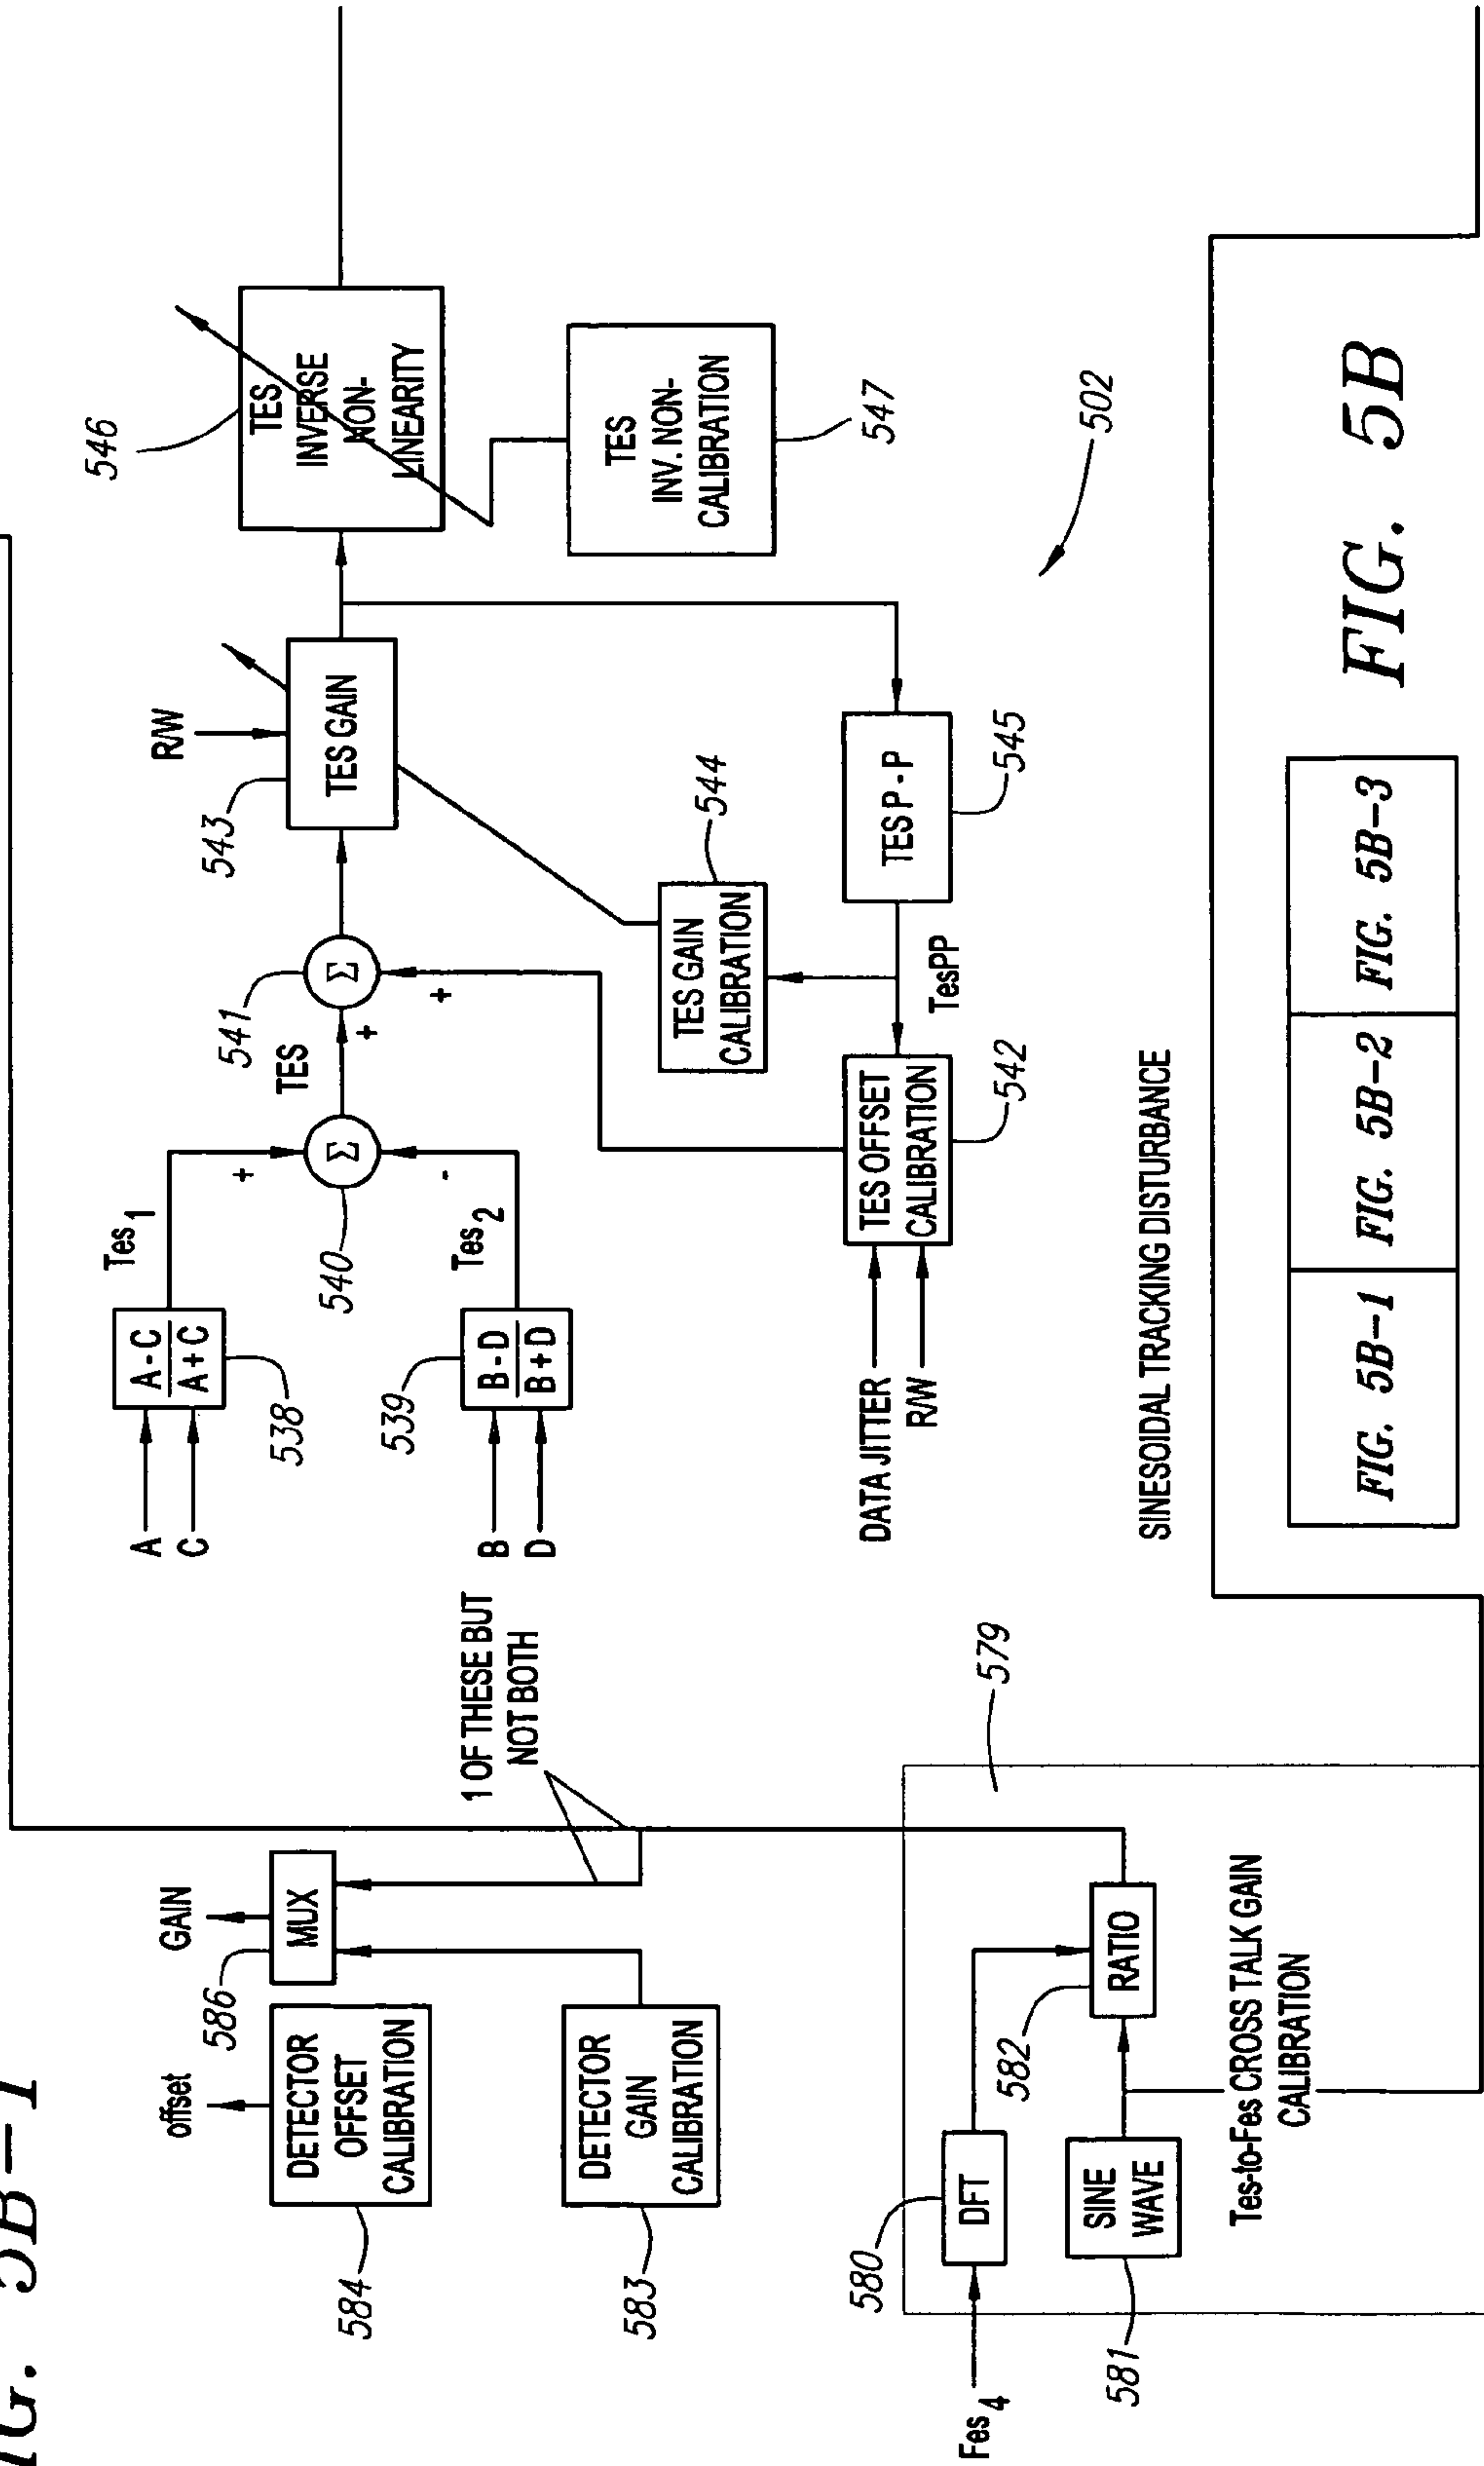 IG. 5B-1
offset
GAIN
586
MUX
DETECTOR
OFFSET
CALIBRATION
584
DETECTOR
GAIN
CALIBRATION
583
1 OF THESE BUT
NOT BOTH
579
580
DFT
Fes4
582
RATIO
SINE
WAVE
581
Tes-to-Fes CROSS TALK GAIN
CALIBRATION
A
C
A-C
A+C
538
Tes1
+
B
D
B-D
B+D
539
Tes2
-
540
Σ
TES
+
541
Σ
+
R/W
543
TES GAIN
546
TES
INVERSE
NON-
LINEARITY
TES
INV. NON-
CALIBRATION
547
544
TES GAIN
CALIBRATION
TES P-P
545
TesPP
TES OFFSET
CALIBRATION
542
DATA JITTER
R/W
502
SINESOIDAL TRACKING DISTURBANCE
FIG. 5B-1 FIG. 5B-2 FIG. 5B-3
FIG. 5B